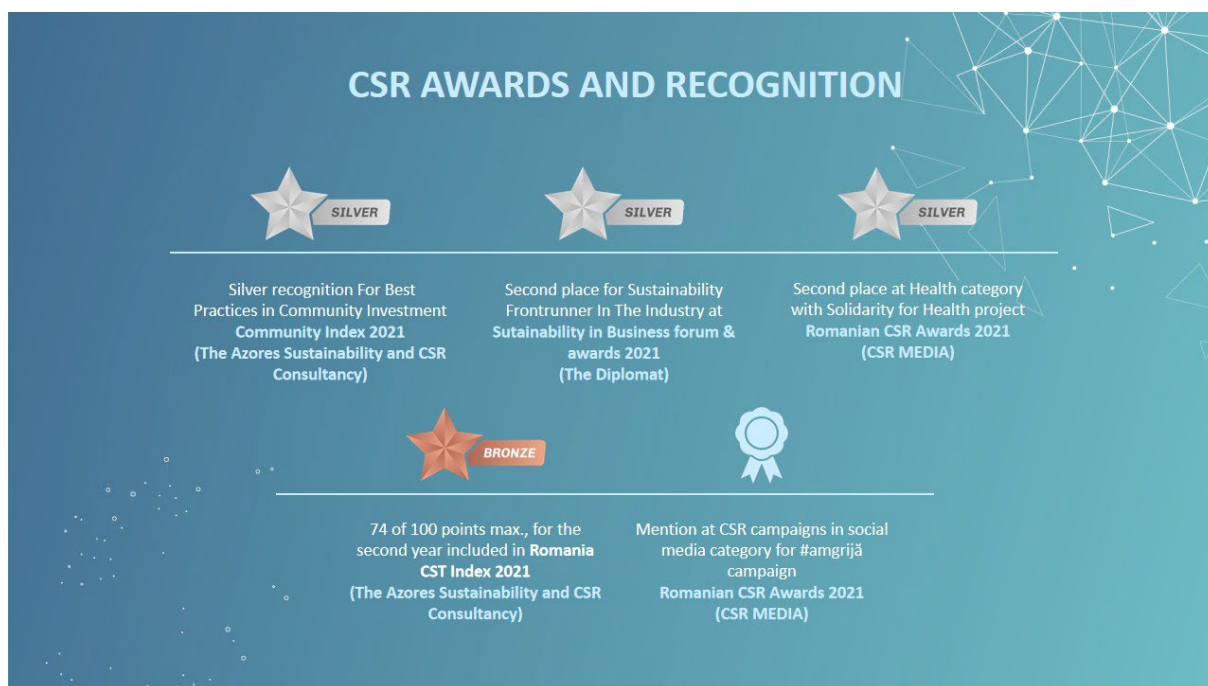 CSR AWARDS AND RECOGNITION
SILVER
SILVER
SILVER
Silver recognition For Best
Practices in Community Investment
Community Index 2021
(The Azores Sustainability and CSR
Consultancy)
Second place for Sustainability
Frontrunner In The Industry at
Sutainability in Business forum &
awards 2021
(The Diplomat)
Second place at Health category
with Solidarity for Health project
Romanian CSR Awards 2021
(CSR MEDIA)
BRONZE
74 of 100 points max., for the
second year included in Romania
CST Index 2021
(The Azores Sustainability and CSR
Consultancy)
Mention at CSR campaigns in social
media category for #amgrijă
campaign
Romanian CSR Awards 2021
(CSR MEDIA)